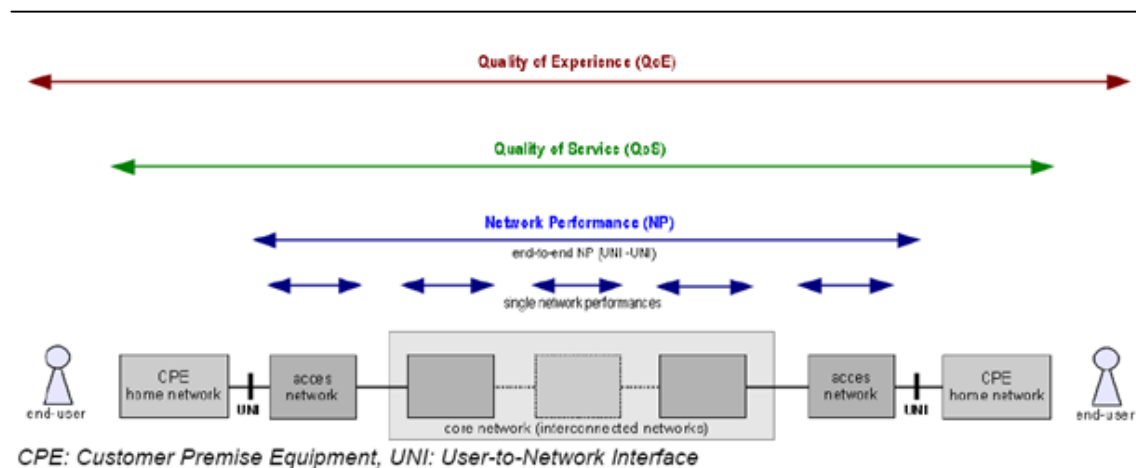 Quality of Experience (QoE)
Quality of Service (QoS)
Network Performance (NP)
end-to-end NP (UNI -UNI)
single network performances
CPE
home network
UNI
acces
network
core network (interconnected networks)
acces
network
UNI
CPE
home network
end-user
end-user
CPE: Customer Premise Equipment, UNI: User-to-Network Interface